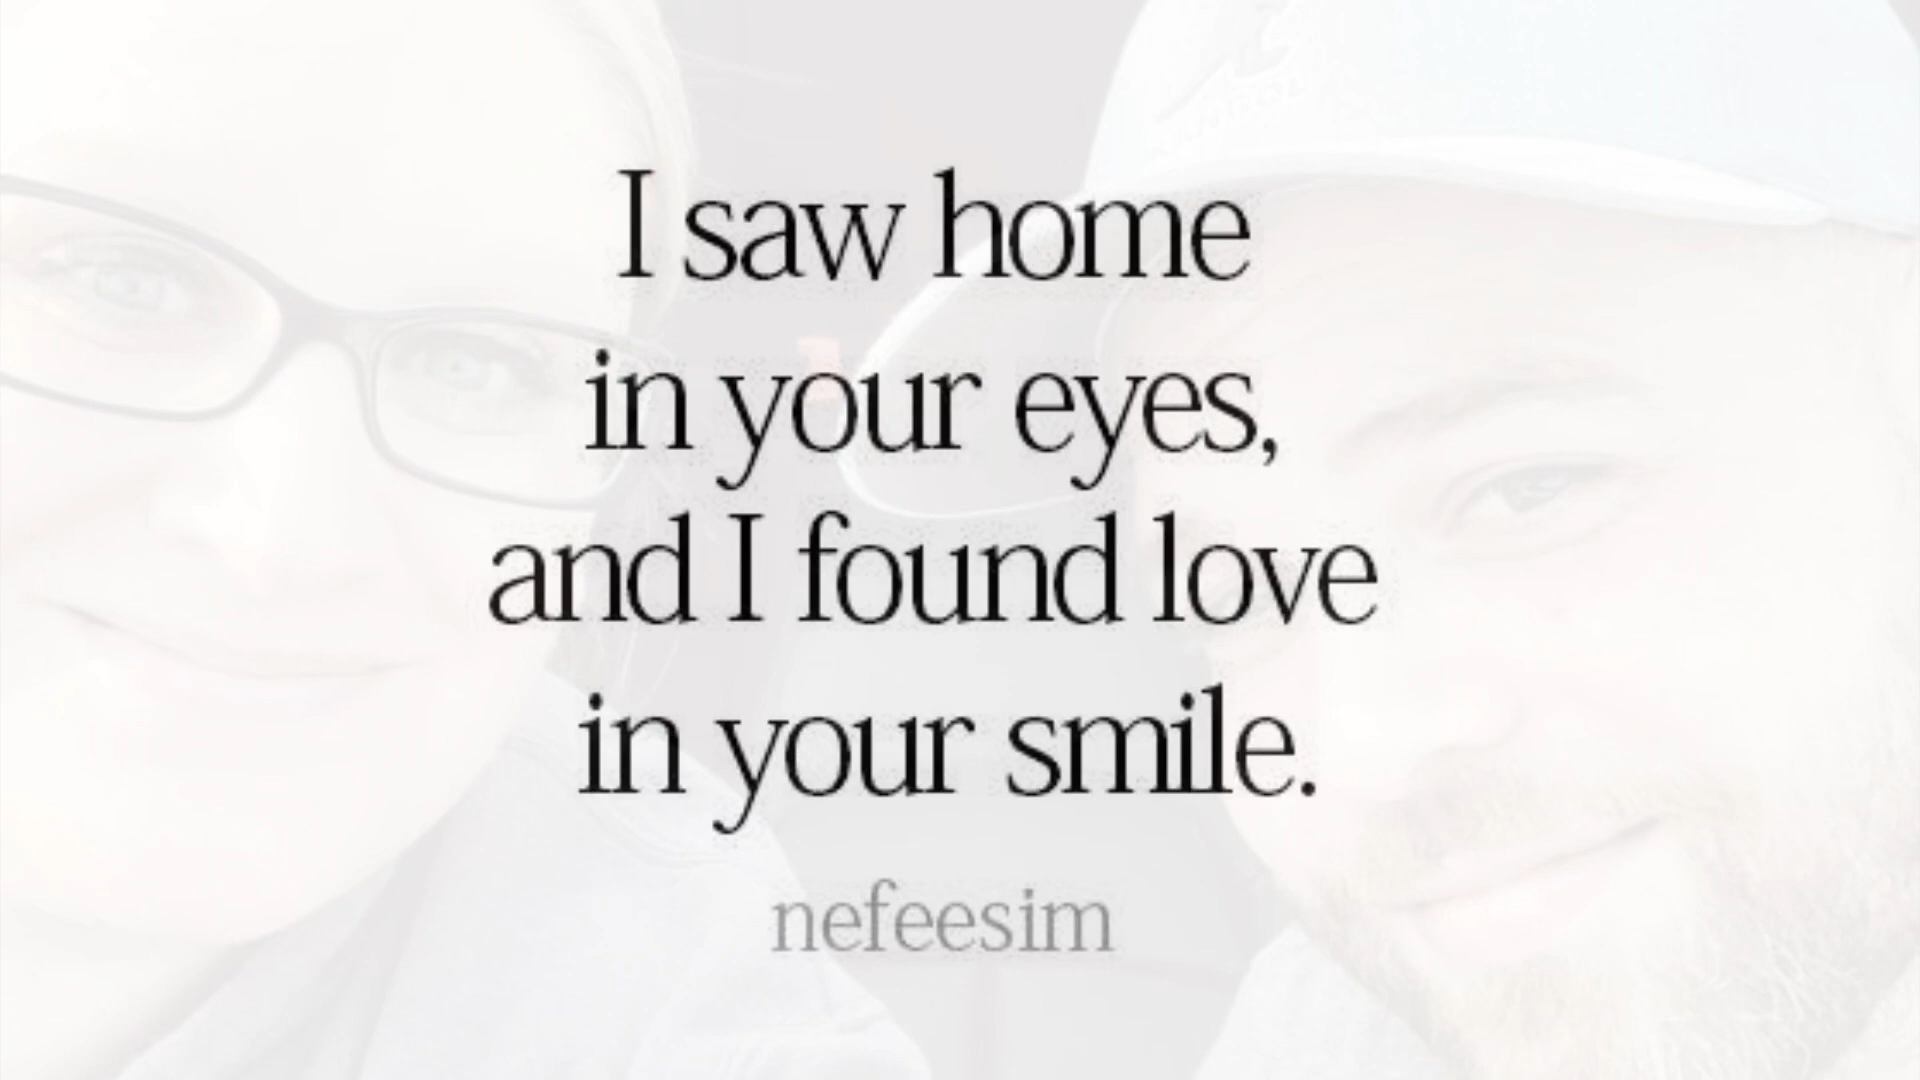 I saw home
in your eyes,
and I found love
in your smile.
nefeesim